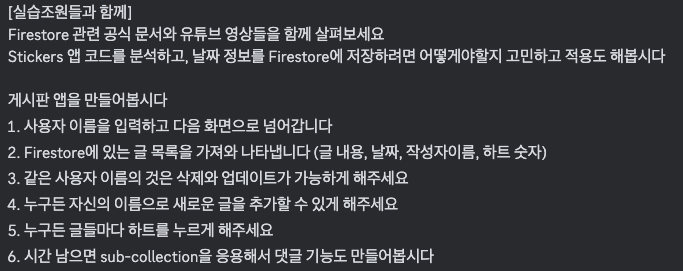 [실습조원들과 함께]
Firestore 관련 공식 문서와 유튜브 영상들을 함께 살펴보세요
Stickers 앱 코드를 분석하고, 날짜 정보를 Firestore에 저장하려면 어떻게야할지 고민하고 적용도 해봅시다
게시판 앱을 만들어봅시다
1. 사용자 이름을 입력하고 다음 화면으로 넘어갑니다
2. Firestore에 있는 글 목록을 가져와 나타냅니다 (글 내용, 날짜, 작성자이름, 하트 숫자)
3. 같은 사용자 이름의 것은 삭제와 업데이트가 가능하게 해주세요
4. 누구든 자신의 이름으로 새로운 글을 추가할 수 있게 해주세요
5. 누구든 글들마다 하트를 누르게 해주세요
6. 시간 남으면 sub-collection을 응용해서 댓글 기능도 만들어봅시다